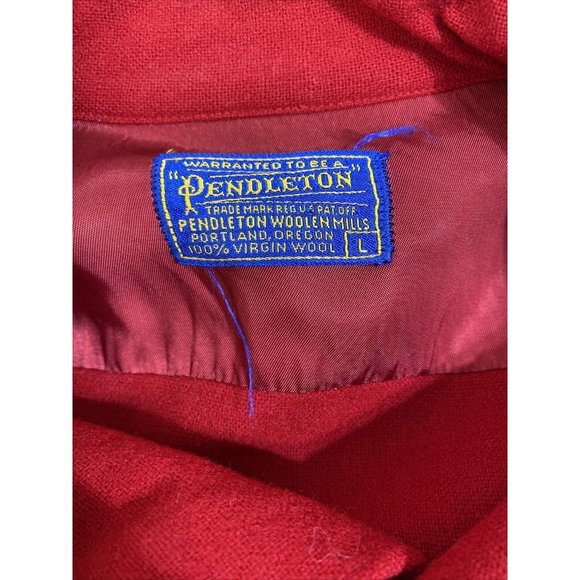 WARRANTED TO BE A
"PENDLETON"
TRADE MARK REG U.S. PAT OFF
PENDLETON WOOLEN MILLS
PORTLAND, OREGON
100% VIRGIN WOOL L